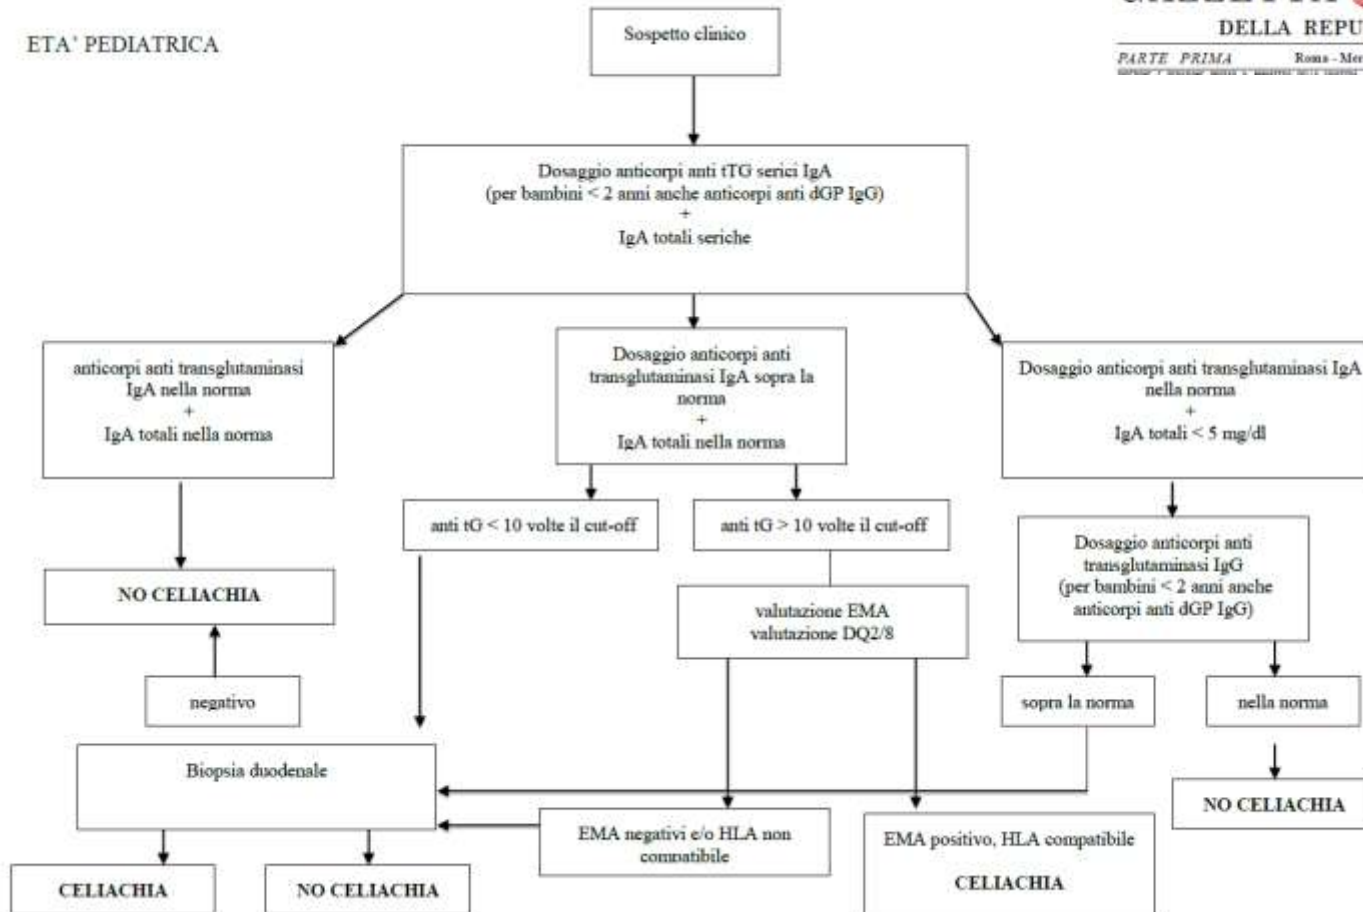 ETA' PEDIATRICA
DELLA REPU
PARTE PRIMA
Roma - Mer
Sospetto clinico
Dosaggio anticorpi anti tTG serici IgA
(per bambini < 2 anni anche anticorpi anti dGP IgG)
+
IgA totali seriche
anticorpi anti transglutaminasi
IgA nella norma
+
IgA totali nella norma
Dosaggio anticorpi anti
transglutaminasi IgA sopra la
norma
+
IgA totali nella norma
Dosaggio anticorpi anti transglutaminasi IgA
nella norma
+
IgA totali < 5 mg/dl
anti tG < 10 volte il cut-off
anti tG > 10 volte il cut-off
Dosaggio anticorpi anti
transglutaminasi IgG
(per bambini < 2 anni anche
anticorpi anti dGP IgG)
NO CELIACHIA
valutazione EMA
valutazione DQ2/8
negativo
sopra la norma
nella norma
Biopsia duodenale
NO CELIACHIA
EMA negativi e/o HLA non
compatibile
EMA positivo, HLA compatibile
CELIACHIA
CELIACHIA
NO CELIACHIA